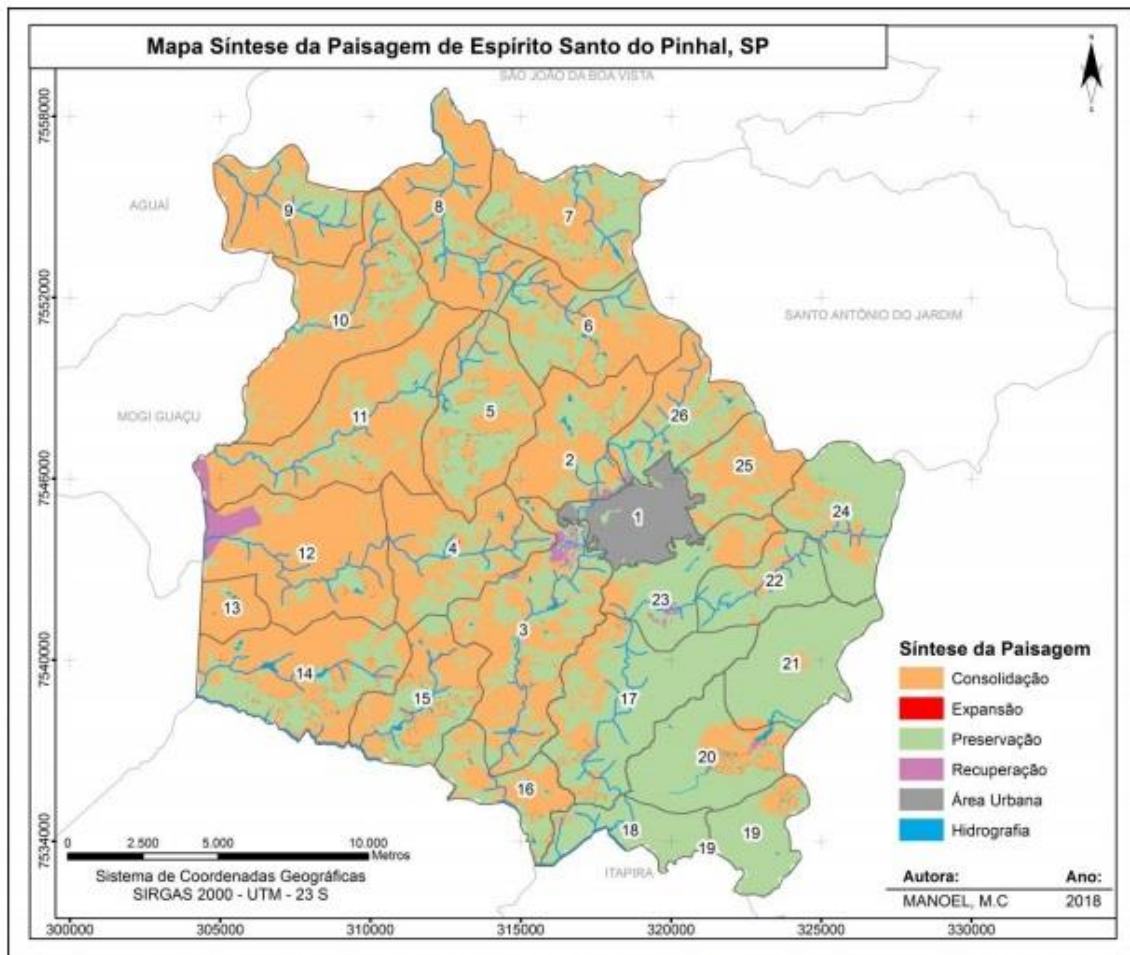 Mapa Síntese da Paisagem de Espírito Santo do Pinhal, SP
N
S
SÃO JOÃO DA BOA VISTA
AGUAÍ
SANTO ANTÔNIO DO JARDIM
MOGI GUAÇU
ITAPIRA
7558000
7552000
7546000
7540000
7534000
9
8
7
10
6
11
5
26
2
25
1
24
12
4
22
13
23
3
21
14
15
17
20
16
18
19
19
Síntese da Paisagem
Consolidação
Expansão
Preservação
Recuperação
Área Urbana
Hidrografia
0 2.500 5.000 10.000
Metros
Sistema de Coordenadas Geográficas
SIRGAS 2000 - UTM - 23 S
Autora: Ano:
MANOEL, M.C 2018
300000 305000 310000 315000 320000 325000 330000